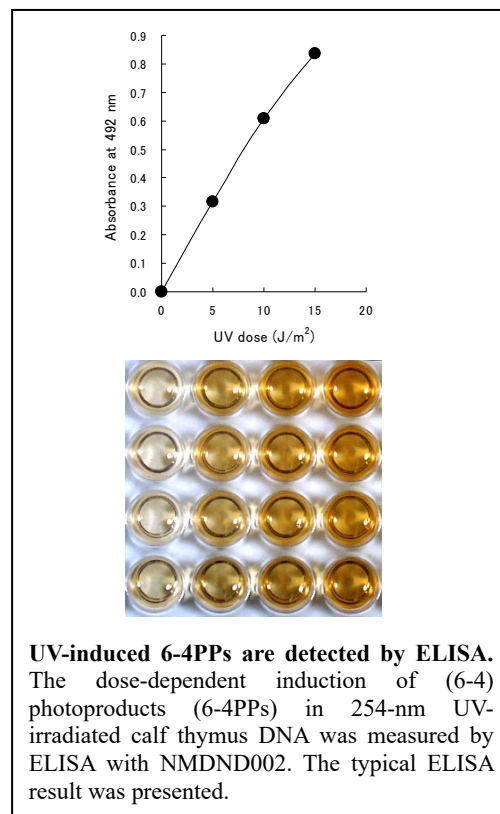 0.9
0.8
0.7
0.6
0.5
0.4
0.3
0.2
0.1
0.0
Absorbance at 492 nm
0 5 10 15 20
UV dose (J/m²)
UV-induced 6-4PPs are detected by ELISA.
The dose-dependent induction of (6-4)
photoproducts (6-4PPs) in 254-nm UV-
irradiated calf thymus DNA was measured by
ELISA with NMDND002. The typical ELISA
result was presented.